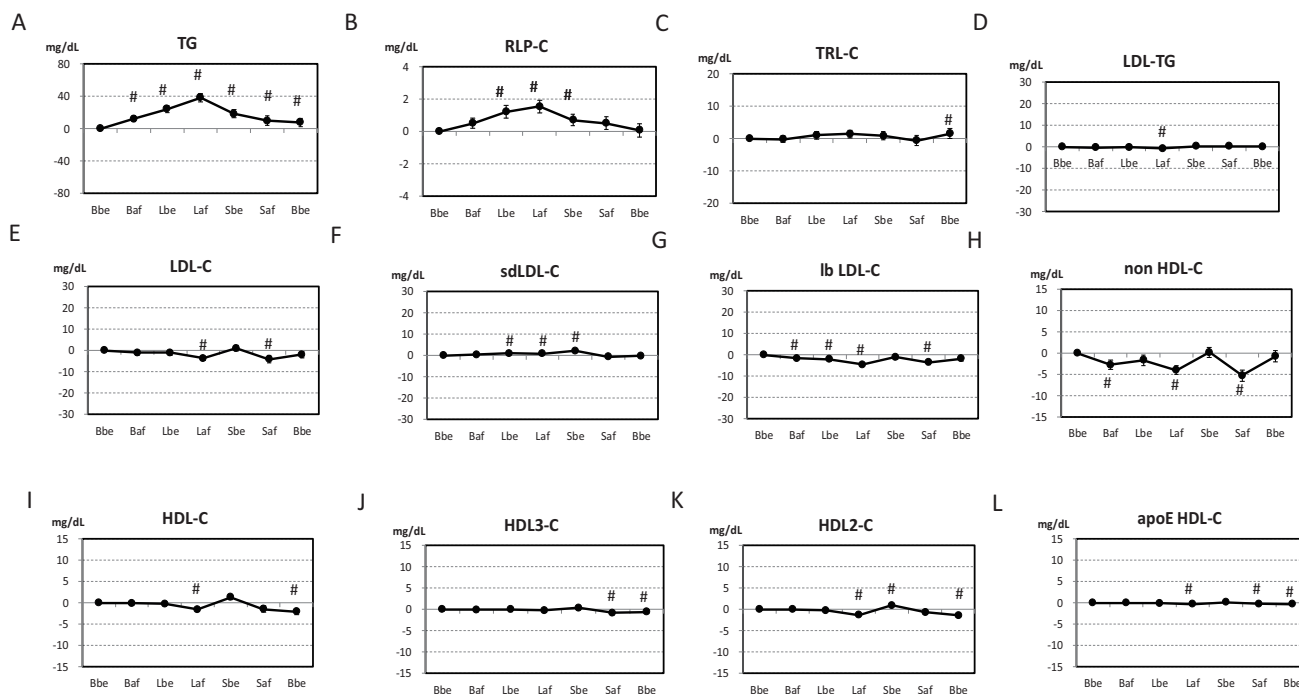 A
mg/dL
TG
80
40
0
-40
-80
# # # # # #
Bbe Baf Lbe Laf Sbe Saf Bbe
B
mg/dL
RLP-C
4
2
0
-2
-4
# # #
Bbe Baf Lbe Laf Sbe Saf Bbe
C
mg/dL
TRL-C
20
10
0
-10
-20
#
Bbe Baf Lbe Laf Sbe Saf Bbe
D
mg/dL
LDL-TG
30
20
10
0
-10
-20
-30
#
Bbe Baf Lbe Laf Sbe Saf Bbe
E
mg/dL
LDL-C
30
20
10
0
-10
-20
-30
# #
Bbe Baf Lbe Laf Sbe Saf Bbe
F
mg/dL
sdLDL-C
30
20
10
0
-10
-20
-30
# # #
Bbe Baf Lbe Laf Sbe Saf Bbe
G
mg/dL
lb LDL-C
30
20
10
0
-10
-20
-30
# # # #
Bbe Baf Lbe Laf Sbe Saf Bbe
H
mg/dL
non HDL-C
15
10
5
0
-5
-10
-15
# # #
Bbe Baf Lbe Laf Sbe Saf Bbe
I
mg/dL
HDL-C
15
10
5
0
-5
-10
-15
# #
Bbe Baf Lbe Laf Sbe Saf Bbe
J
mg/dL
HDL3-C
15
10
5
0
-5
-10
-15
# #
Bbe Baf Lbe Laf Sbe Saf Bbe
K
mg/dL
HDL2-C
15
10
5
0
-5
-10
-15
# # #
Bbe Baf Lbe Laf Sbe Saf Bbe
L
mg/dL
apoE HDL-C
15
10
5
0
-5
-10
-15
# # #
Bbe Baf Lbe Laf Sbe Saf Bbe